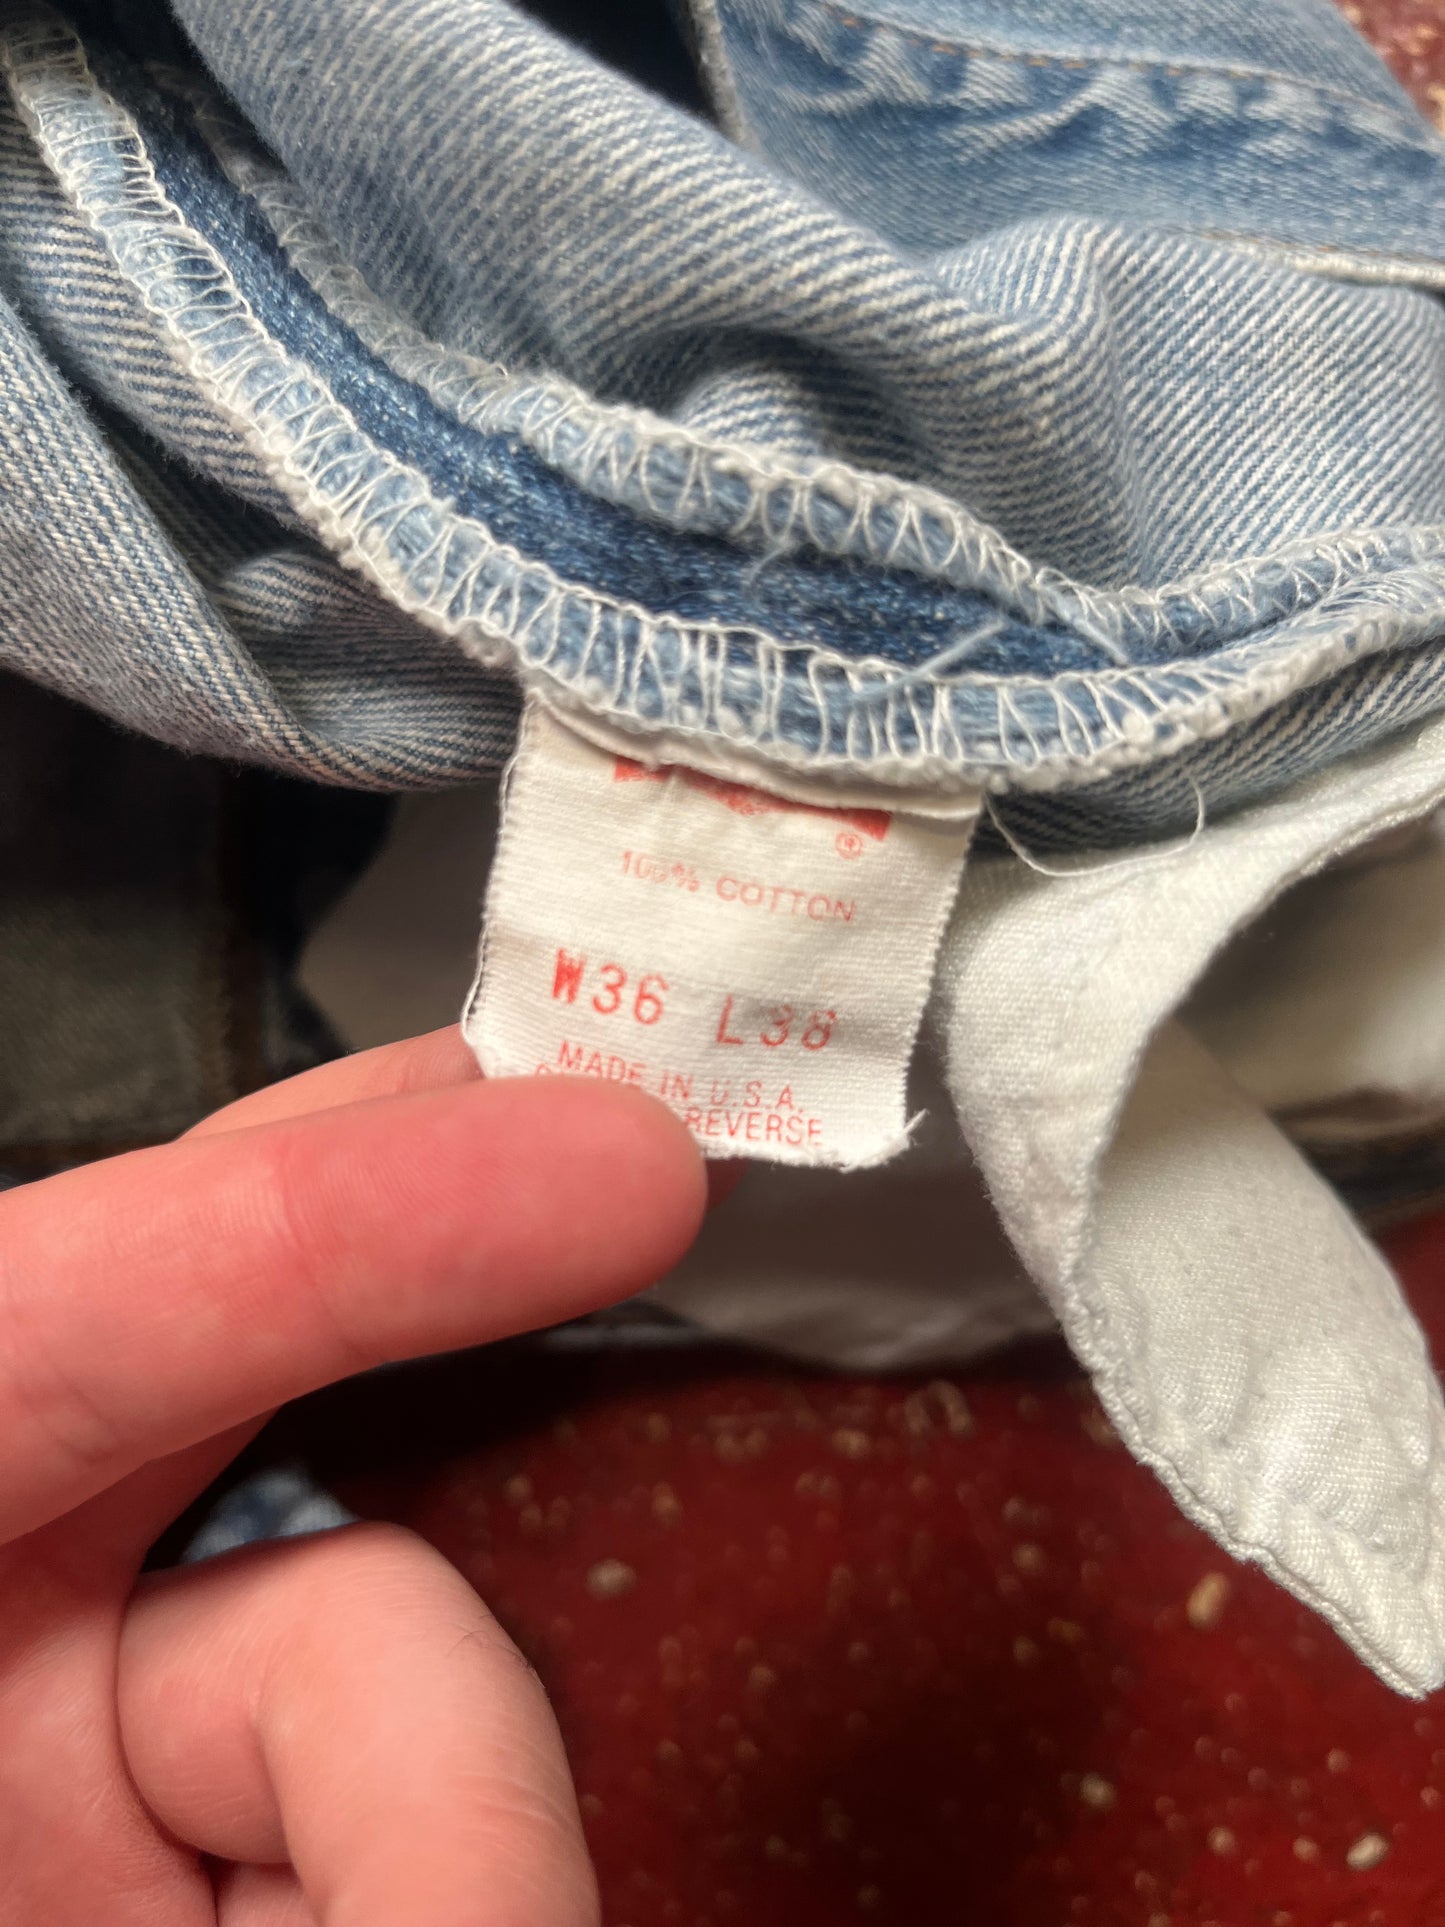 ®
100% COTTON
W36 L38
MADE IN U.S.A.
REVERSE